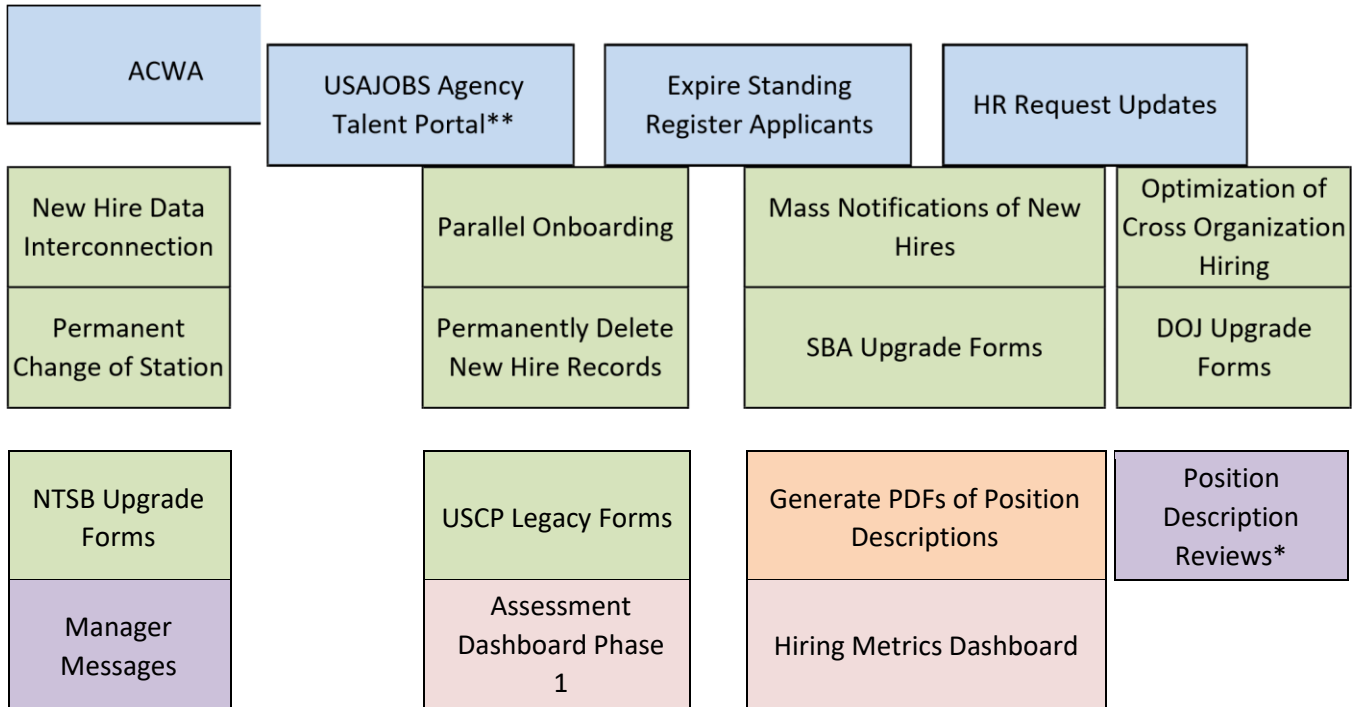 ACWA
USAJOBS Agency
Talent Portal**
Expire Standing
Register Applicants
HR Request Updates
New Hire Data
Interconnection
Parallel Onboarding
Mass Notifications of New
Hires
Optimization of
Cross Organization
Hiring
Permanent
Change of Station
Permanently Delete
New Hire Records
SBA Upgrade Forms
DOJ Upgrade
Forms
NTSB Upgrade
Forms
USCP Legacy Forms
Generate PDFs of Position
Descriptions
Position
Description
Reviews*
Manager
Messages
Assessment
Dashboard Phase
1
Hiring Metrics Dashboard